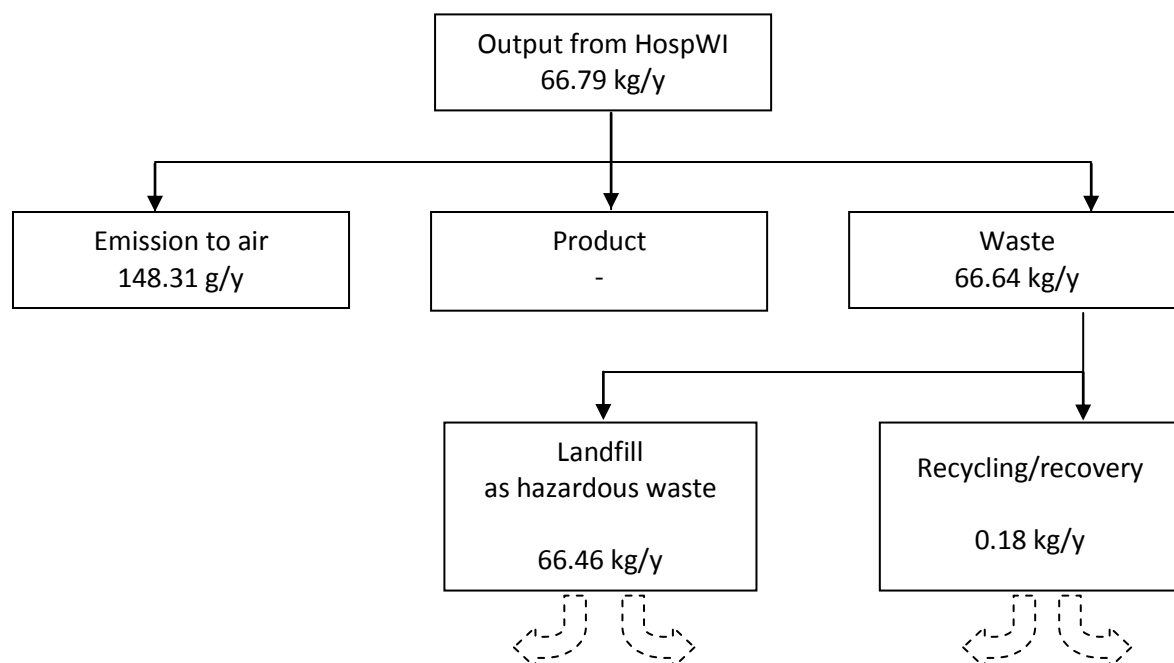 Output from HospWI
66.79 kg/y
Emission to air
148.31 g/y
Product
-
Waste
66.64 kg/y
Landfill
as hazardous waste
66.46 kg/y
Recycling/recovery
0.18 kg/y